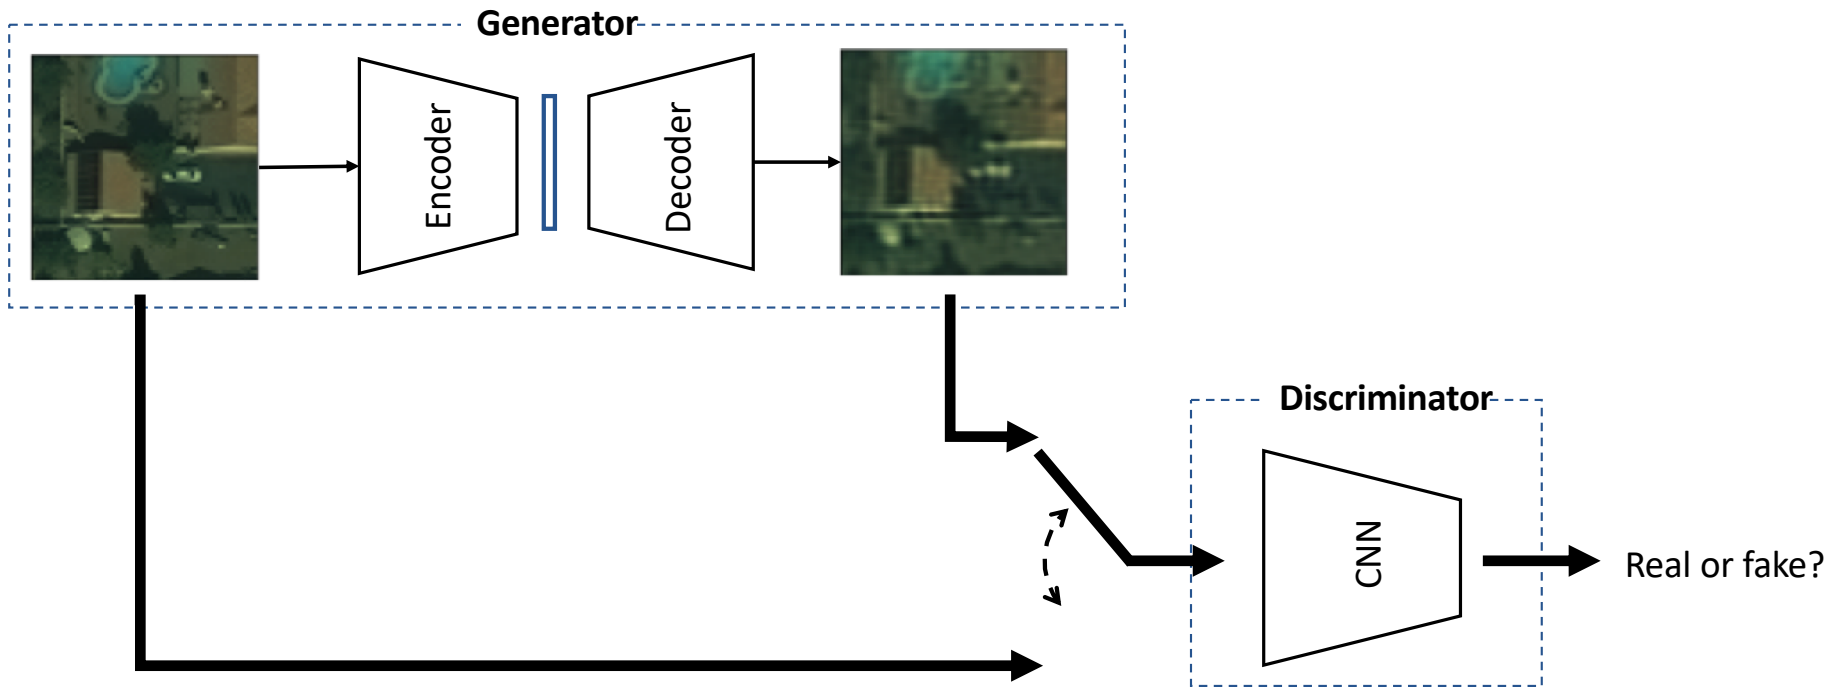 Generator
Encoder
Decoder
Discriminator
CNN
Real or fake?